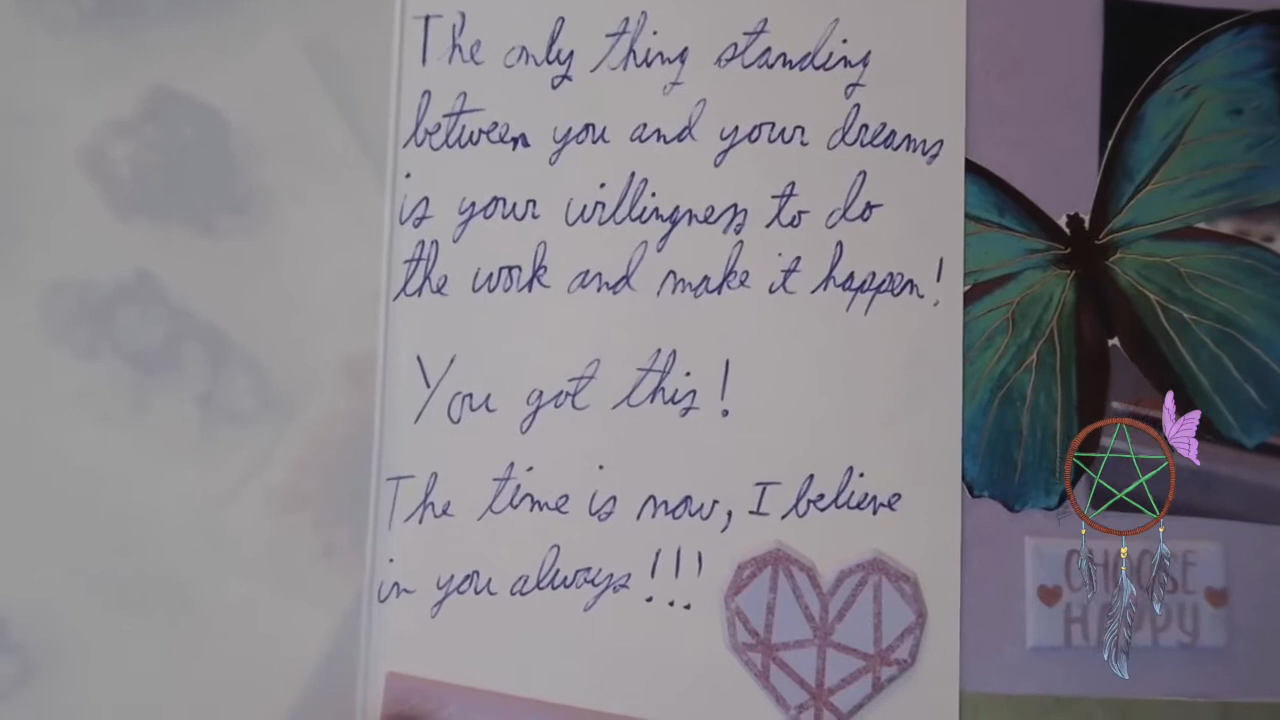 The only thing standing
between you and your dreams
is your willingness to do
the work and make it happen!
You got this!
The time is now, I believe
in you always!!!
CHOOSE
HAPPY